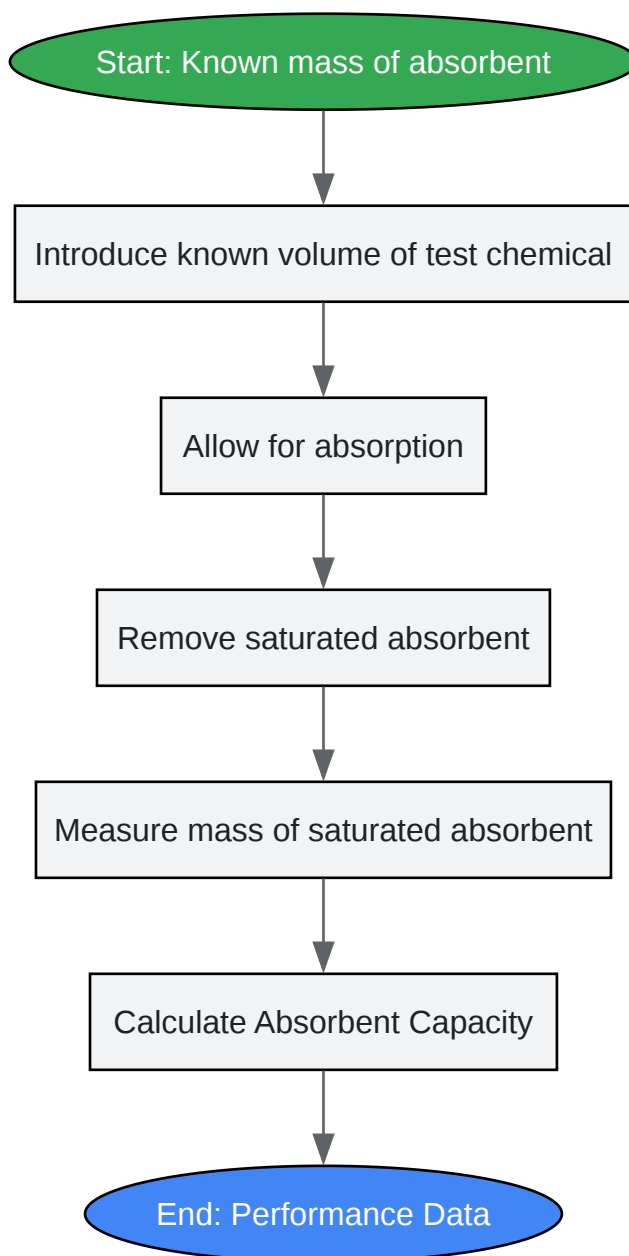 Start: Known mass of absorbent
Introduce known volume of test chemical
Allow for absorption
Remove saturated absorbent
Measure mass of saturated absorbent
Calculate Absorbent Capacity
End: Performance Data